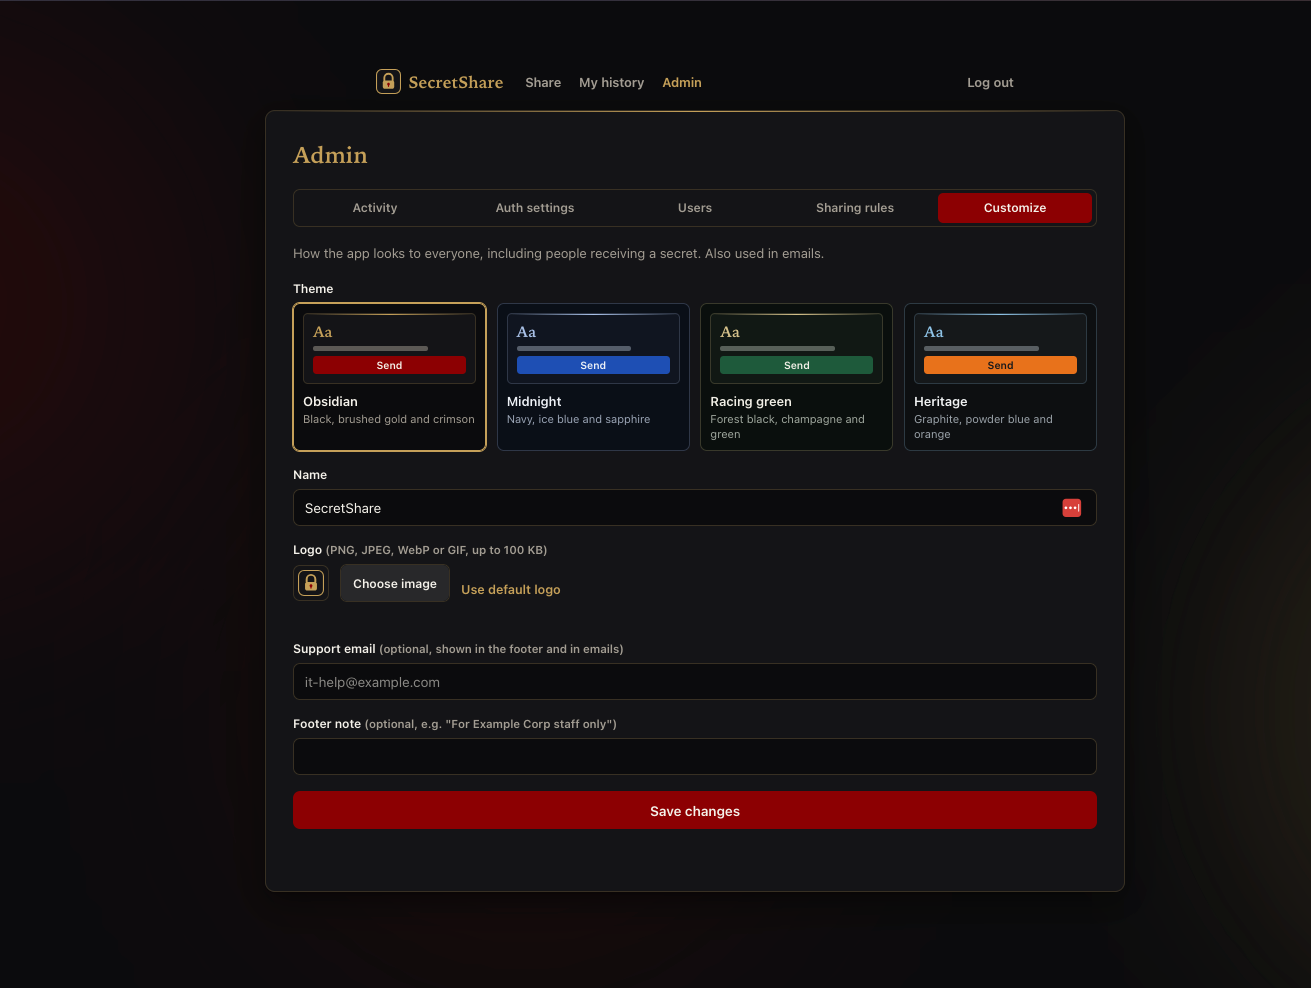 SecretShare
Share
My history
Admin
Log out
Admin
Activity
Auth settings
Users
Sharing rules
Customize
How the app looks to everyone, including people receiving a secret. Also used in emails.
Theme
Aa
Send
Obsidian
Black, brushed gold and crimson
Aa
Send
Midnight
Navy, ice blue and sapphire
Aa
Send
Racing green
Forest black, champagne and
green
Aa
Send
Heritage
Graphite, powder blue and
orange
Name
SecretShare
Logo (PNG, JPEG, WebP or GIF, up to 100 KB)
Choose image
Use default logo
Support email (optional, shown in the footer and in emails)
it-help@example.com
Footer note (optional, e.g. "For Example Corp staff only")
Save changes